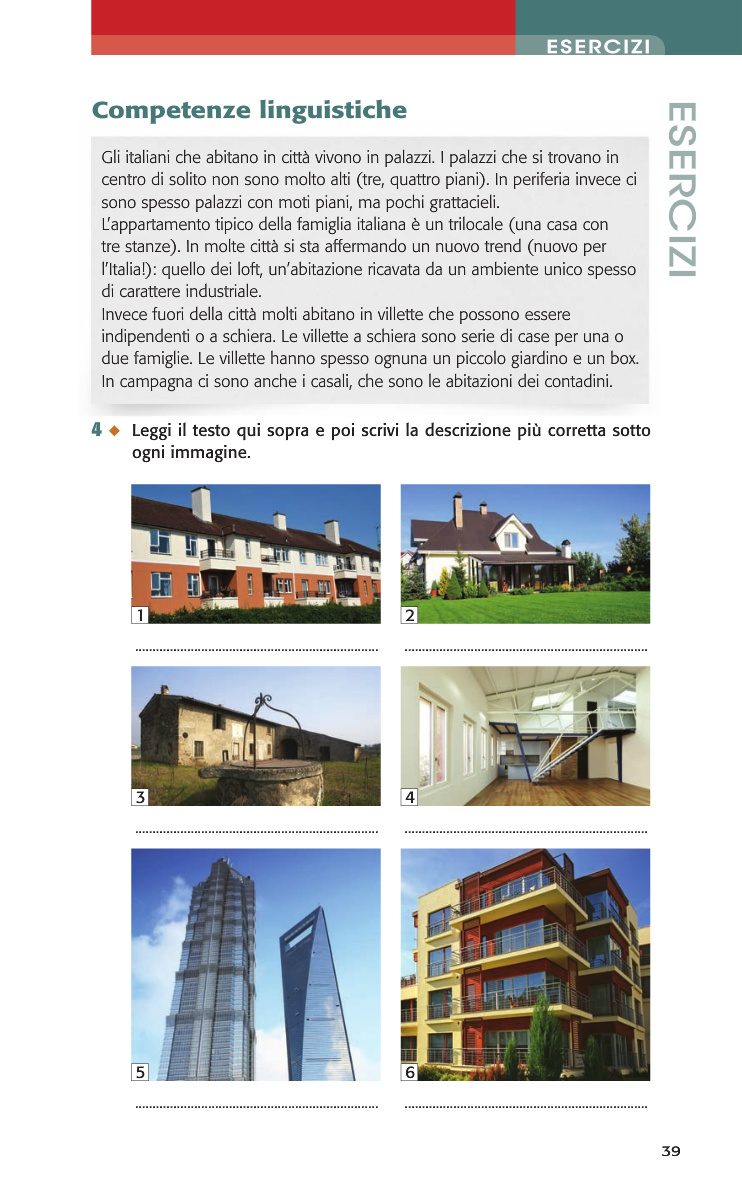 ESERCIZI
ESERCIZI
Competenze linguistiche
Gli italiani che abitano in città vivono in palazzi. I palazzi che si trovano in
centro di solito non sono molto alti (tre, quattro piani). In periferia invece ci
sono spesso palazzi con moti piani, ma pochi grattacieli.
L'appartamento tipico della famiglia italiana è un trilocale (una casa con
tre stanze). In molte città si sta affermando un nuovo trend (nuovo per
l'Italia!): quello dei loft, un'abitazione ricavata da un ambiente unico spesso
di carattere industriale.
Invece fuori della città molti abitano in villette che possono essere
indipendenti o a schiera. Le villette a schiera sono serie di case per una o
due famiglie. Le villette hanno spesso ognuna un piccolo giardino e un box.
In campagna ci sono anche i casali, che sono le abitazioni dei contadini.
4 ◆ Leggi il testo qui sopra e poi scrivi la descrizione più corretta sotto
ogni immagine.
1
2
3
4
5
6
39